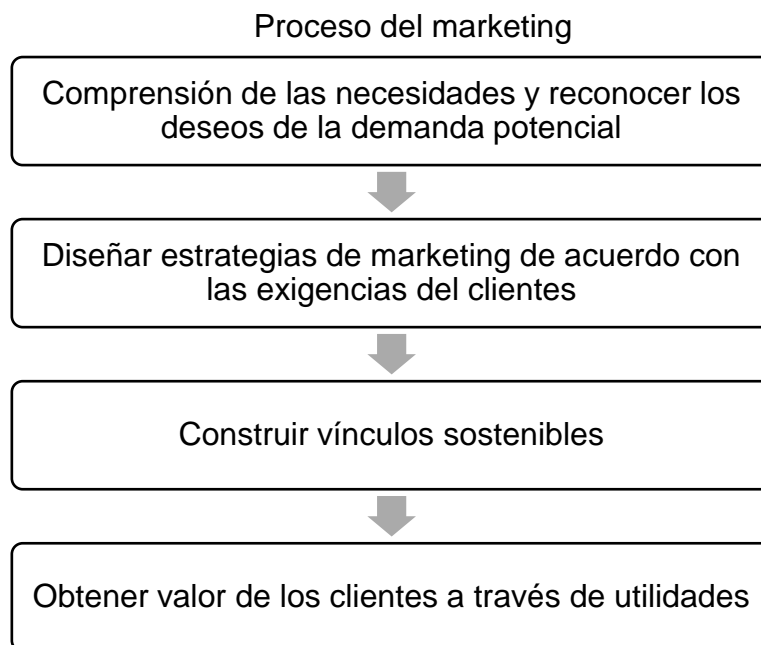 Proceso del marketing
Comprensión de las necesidades y reconocer los
deseos de la demanda potencial
Diseñar estrategias de marketing de acuerdo con
las exigencias del clientes
Construir vínculos sostenibles
Obtener valor de los clientes a través de utilidades